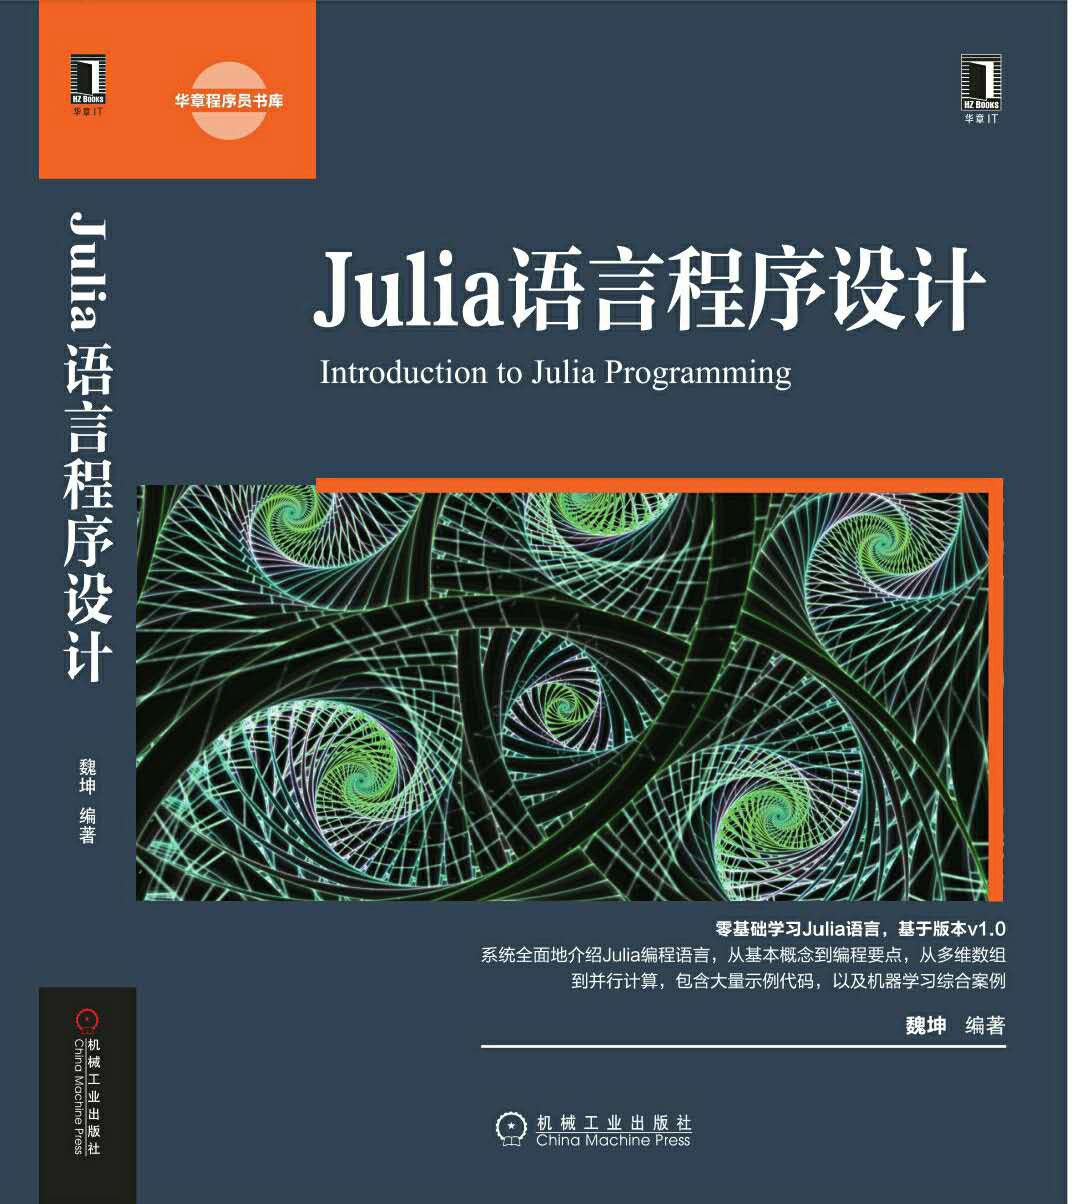 HZ Books
华章IT
华章程序员书库
Julia语言程序设计
魏坤 编著
机械工业出版社
China Machine Press
HZ Books
华章IT
Julia语言程序设计
Introduction to Julia Programming
零基础学习Julia语言，基于版本v1.0
系统全面地介绍Julia编程语言，从基本概念到编程要点，从多维数组
到并行计算，包含大量示例代码，以及机器学习综合案例
魏坤 编著
机械工业出版社
China Machine Press